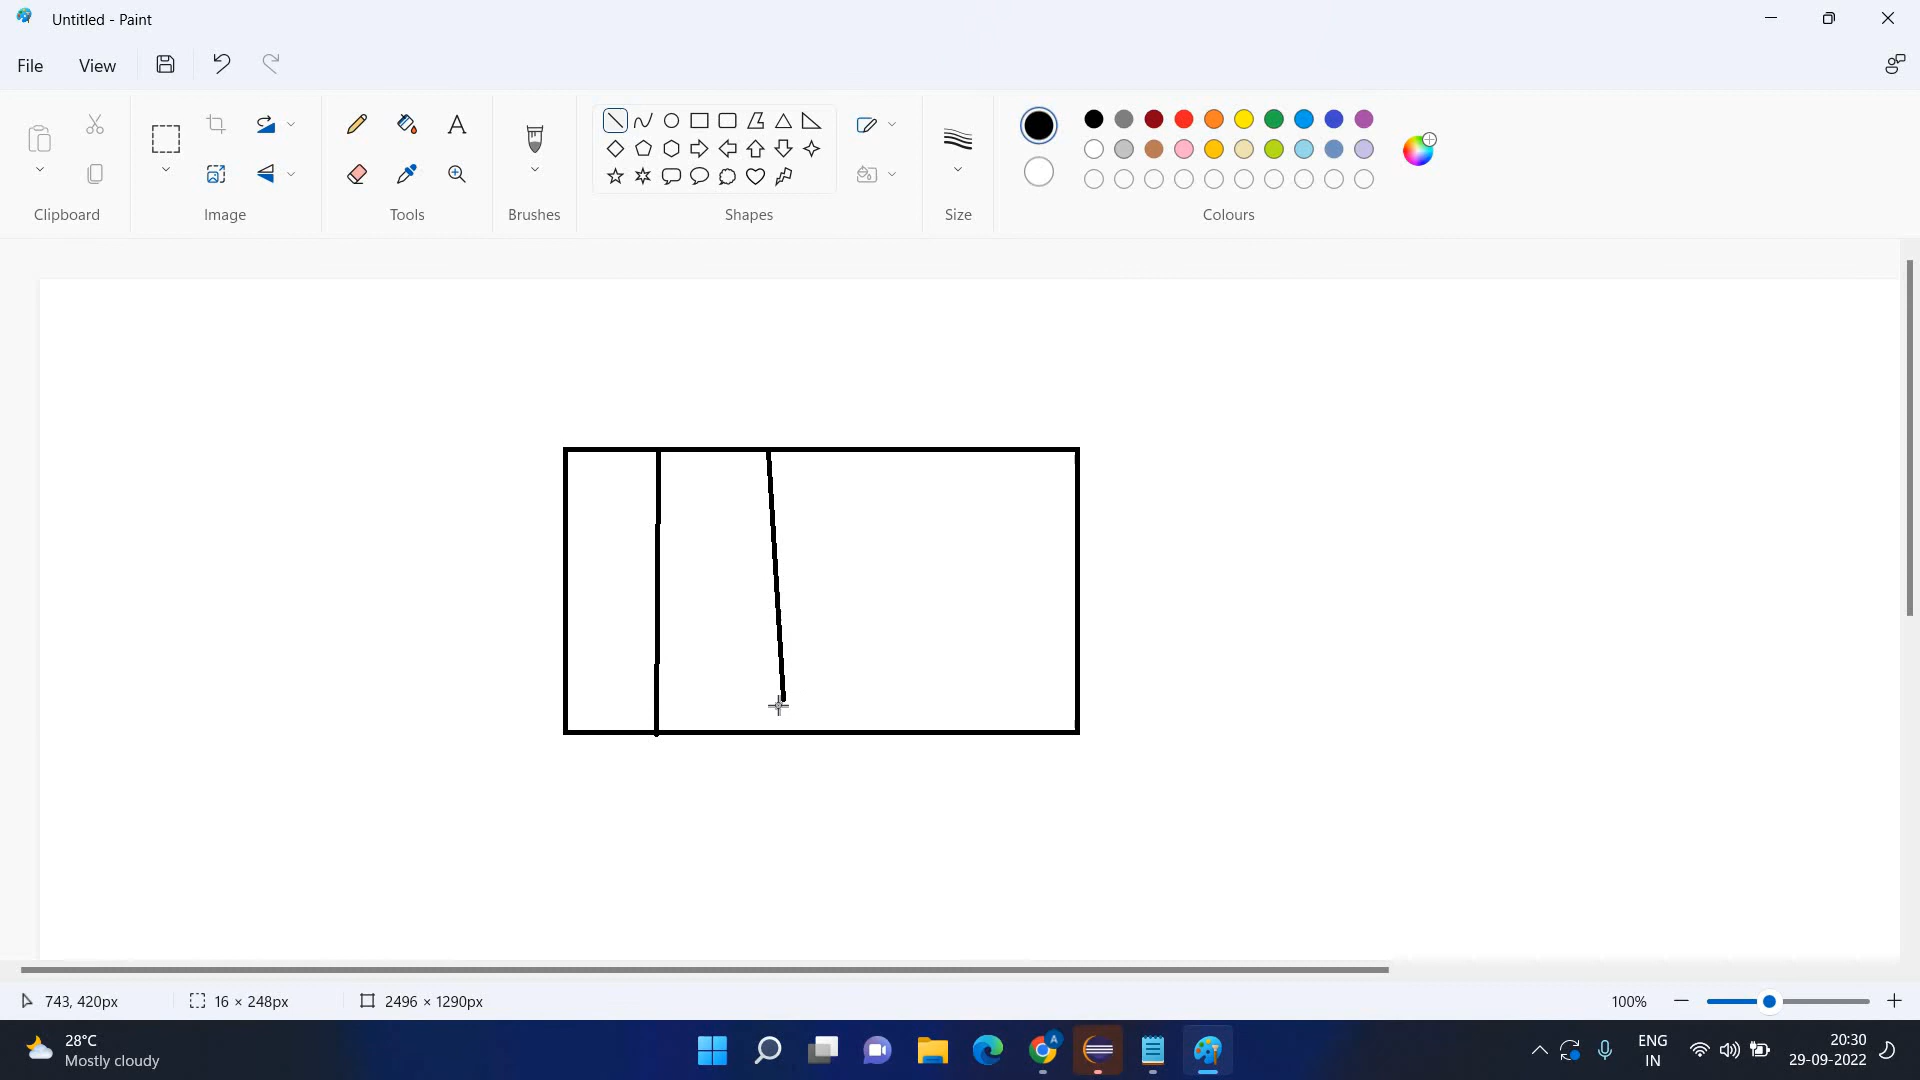 Untitled - Paint
File View
Clipboard Image Tools Brushes Shapes Size Colours
743, 420px 16 × 248px 2496 × 1290px 100%
28°C
Mostly cloudy
A
ENG
IN
20:30
29-09-2022